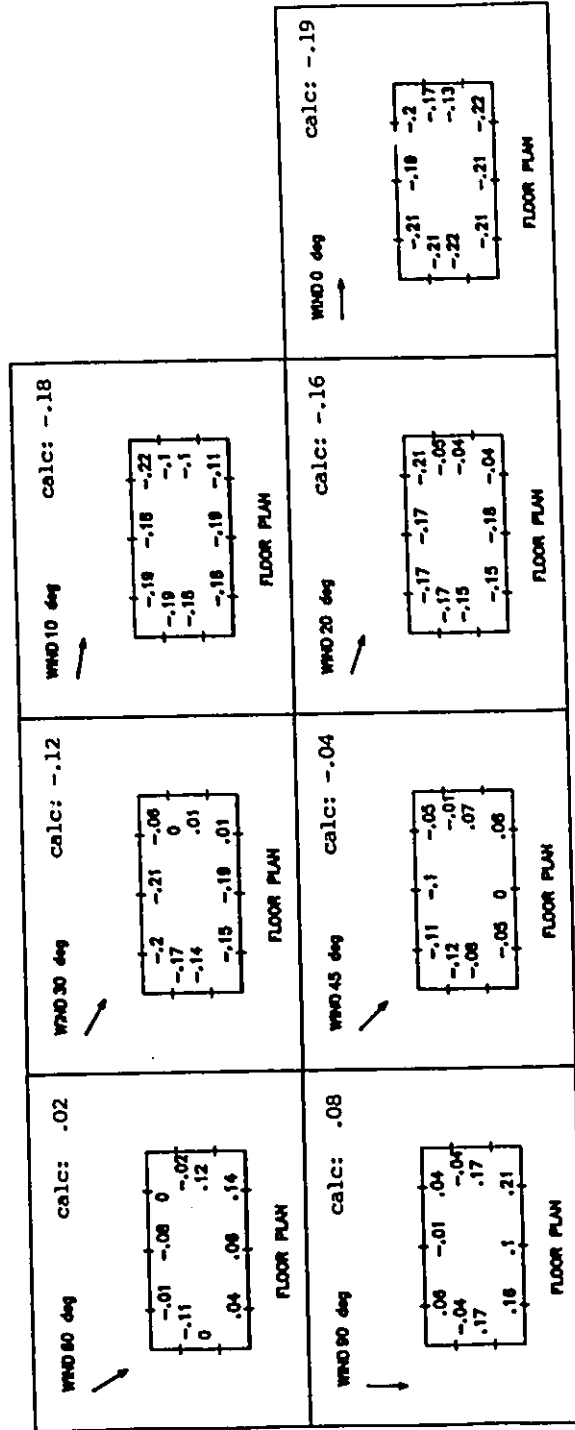 WIND 60 deg calc: .02
-.01 -.08 0
-.11 -.02
0 .12
.04 .06 .14
FLOOR PLAN
WIND 30 deg calc: -.12
-.2 -.21 -.06
-.17 0
-.14 .01
-.15 -.19 .01
FLOOR PLAN
WIND 10 deg calc: -.18
-.19 -.18 -.22
-.19 -.1
-.18 -.1
-.18 -.19 -.11
FLOOR PLAN
WIND 90 deg calc: .08
.06 -.01 .04
-.04 -.04
.17 .17
.16 .1 .21
FLOOR PLAN
WIND 45 deg calc: -.04
-.11 -.1 -.05
-.12 -.01
-.08 .07
-.05 0 .06
FLOOR PLAN
WIND 20 deg calc: -.16
-.17 -.17 -.21
-.17 -.05
-.15 -.04
-.15 -.18 -.04
FLOOR PLAN
WIND 0 deg calc: -.19
-.21 -.19 -.2
-.21 -.17
-.22 -.13
-.21 -.21 -.22
FLOOR PLAN